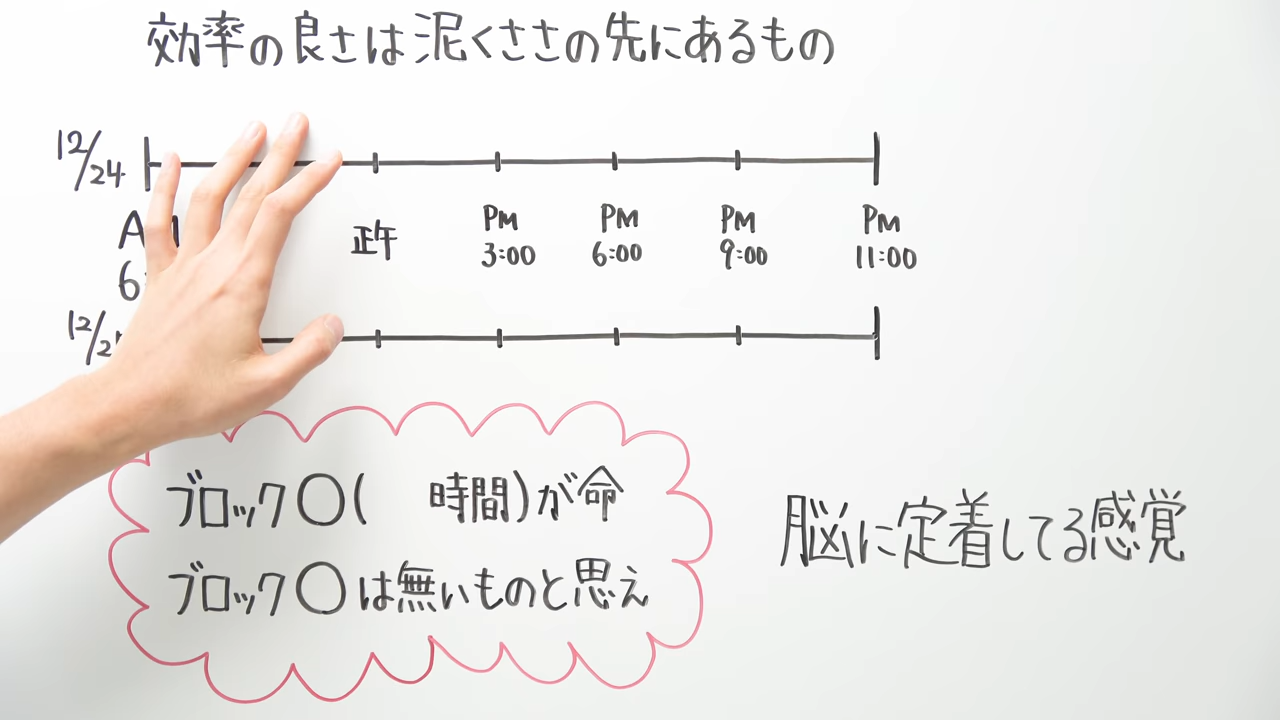 効率の良さは泥くささの先にあるもの
12/24
正午
PM 3:00
PM 6:00
PM 9:00
PM 11:00
ブロック〇(　　時間)が命
ブロック〇は無いものと思え
脳に定着してる感覚